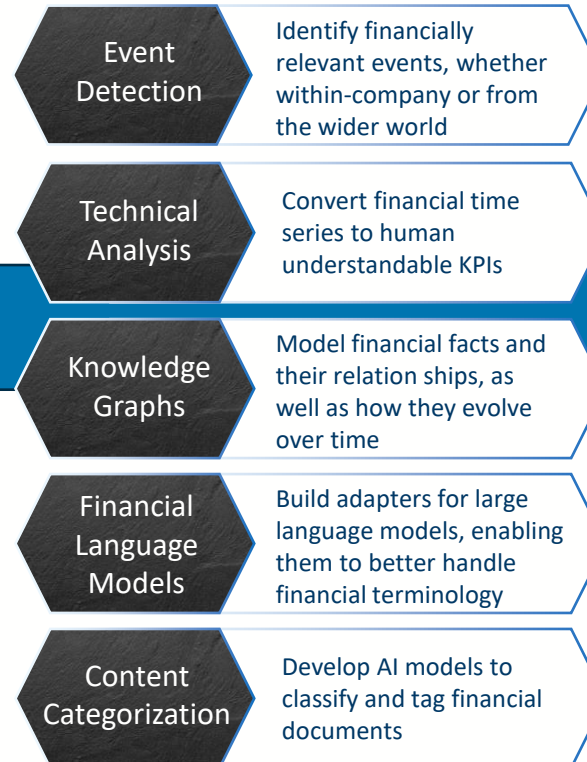 Event
Detection
Identify financially
relevant events, whether
within-company or from
the wider world
Technical
Analysis
Convert financial time
series to human
understandable KPIs
Knowledge
Graphs
Model financial facts and
their relation ships, as
well as how they evolve
over time
Financial
Language
Models
Build adapters for large
language models, enabling
them to better handle
financial terminology
Content
Categorization
Develop AI models to
classify and tag financial
documents